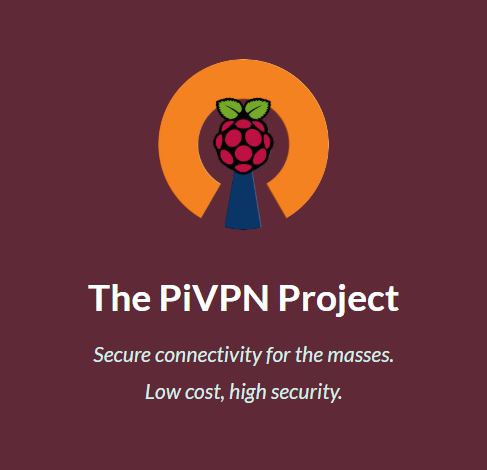 The PiVPN Project
Secure connectivity for the masses.
Low cost, high security.